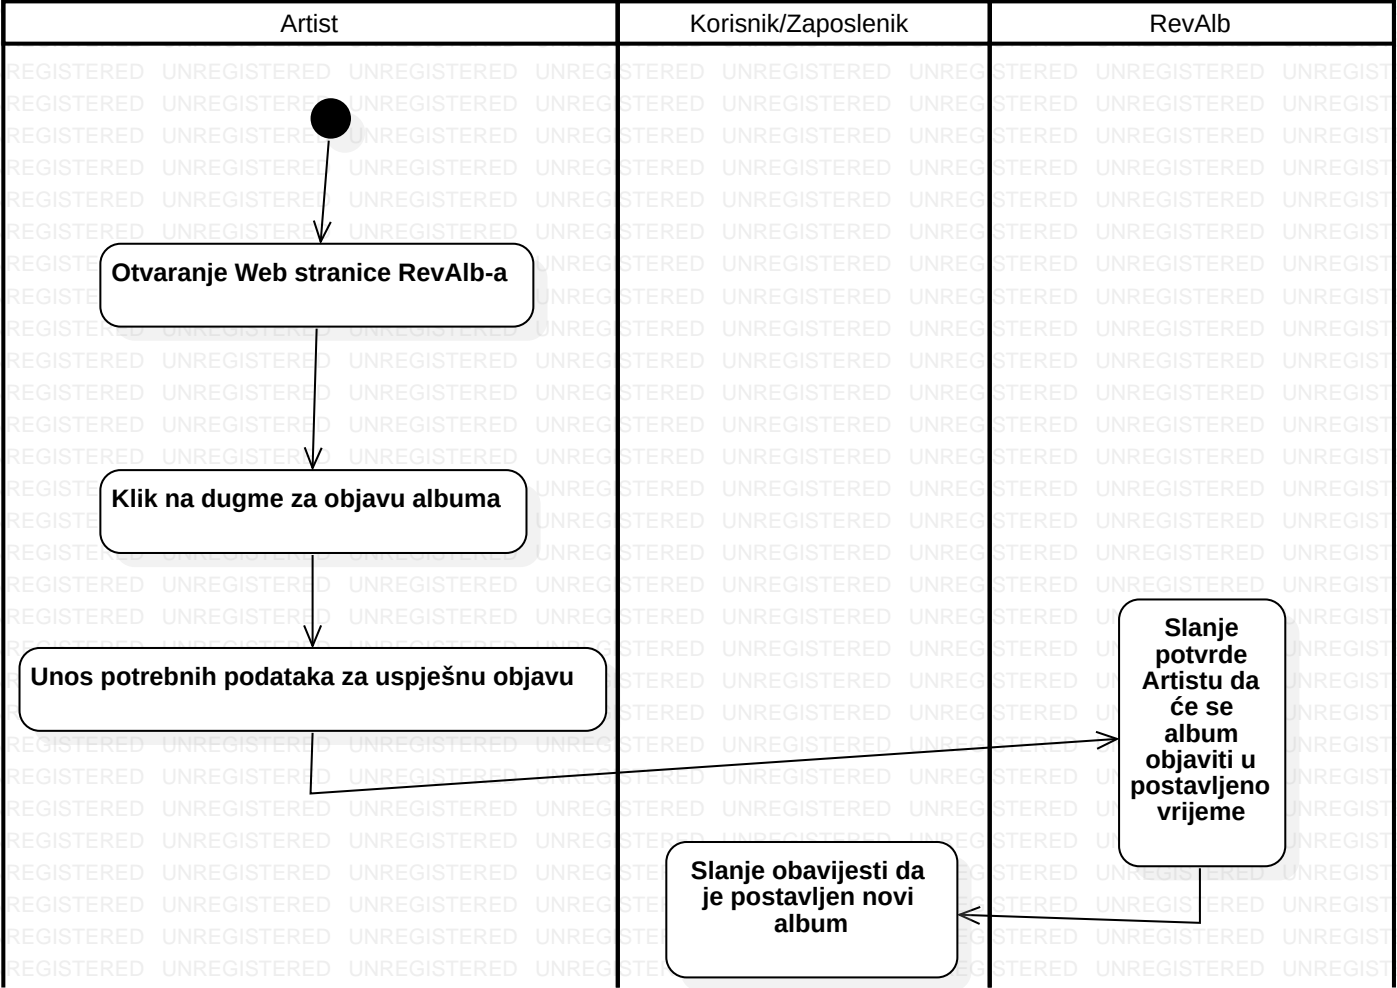 Artist
Korisnik/Zaposlenik
RevAlb
Otvaranje Web stranice RevAlb-a
Klik na dugme za objavu albuma
Unos potrebnih podataka za uspješnu objavu
Slanje
potvrde
Artistu da
će se
album
objaviti u
postavljeno
vrijeme
Slanje obavijesti da
je postavljen novi
album
UNREGISTERED